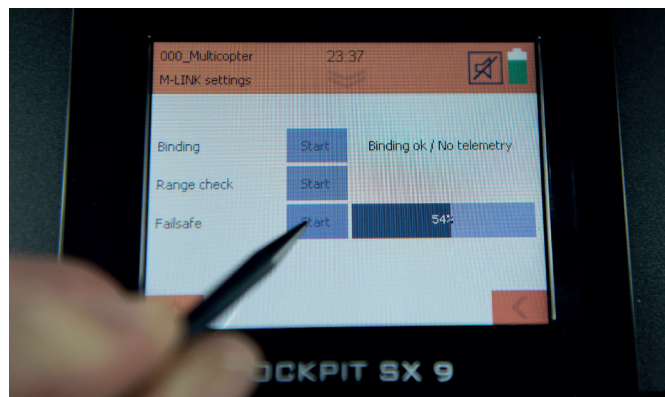 000_Multicopter 23:37
M-LINK settings
Binding Start Binding ok / No telemetry
Range check Start
Failsafe Start 54%
COCKPIT SX 9